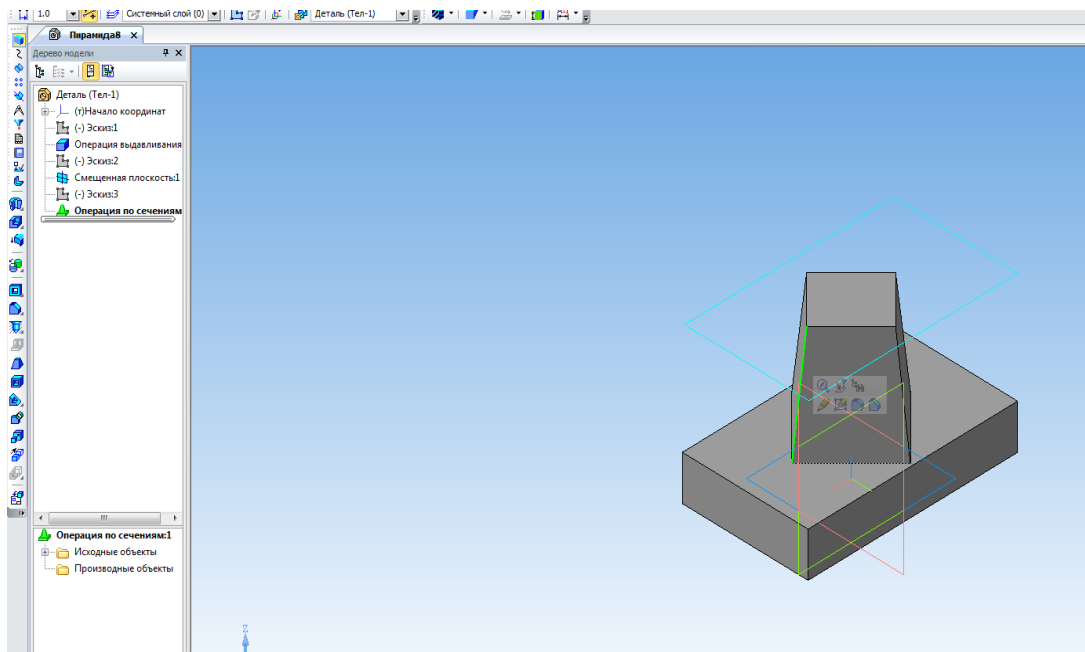 1.0 Системный слой (0) Деталь (Тел-1)
Пирамида8
Дерево модели
Деталь (Тел-1)
(т)Начало координат
(-) Эскиз:1
Операция выдавливания
(-) Эскиз:2
Смещенная плоскость:1
(-) Эскиз:3
Операция по сечениям
Операция по сечениям:1
Исходные объекты
Производные объекты
Z